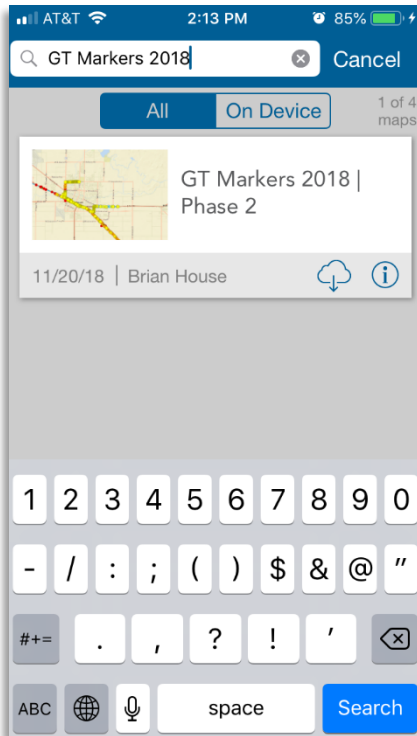 AT&T 2:13 PM 85%
GT Markers 2018 Cancel
All On Device 1 of 4
maps
GT Markers 2018 |
Phase 2
11/20/18 | Brian House
1 2 3 4 5 6 7 8 9 0
- / : ; ( ) $ & @ "
#+= . , ? ! '
ABC space Search